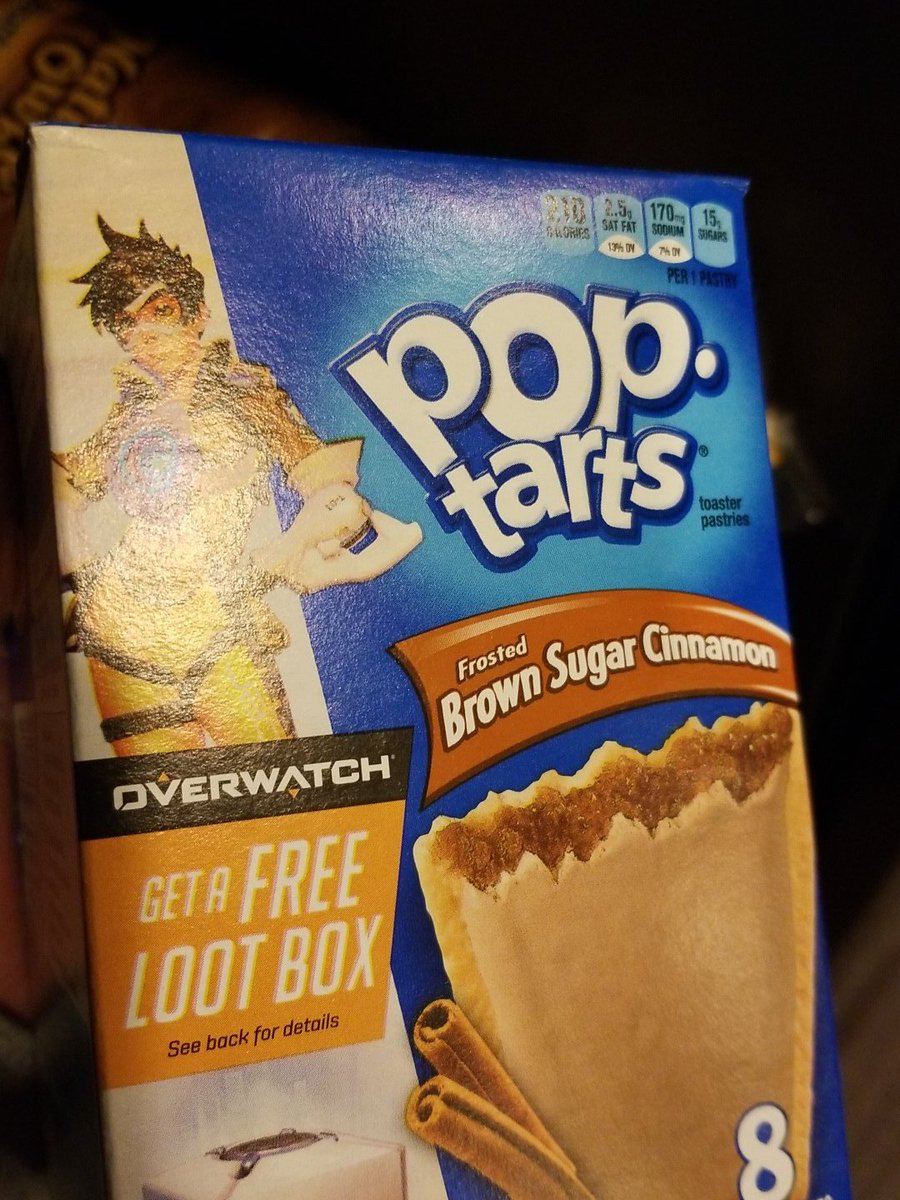 210
CALORIES
2.5g
SAT FAT
13% DV
170mg
SODIUM
7% DV
15g
SUGARS
PER 1 PASTRY
pop.
tarts®
toaster
pastries
Frosted
Brown Sugar Cinnamon
OVERWATCH
GET A FREE
LOOT BOX
See back for details
8